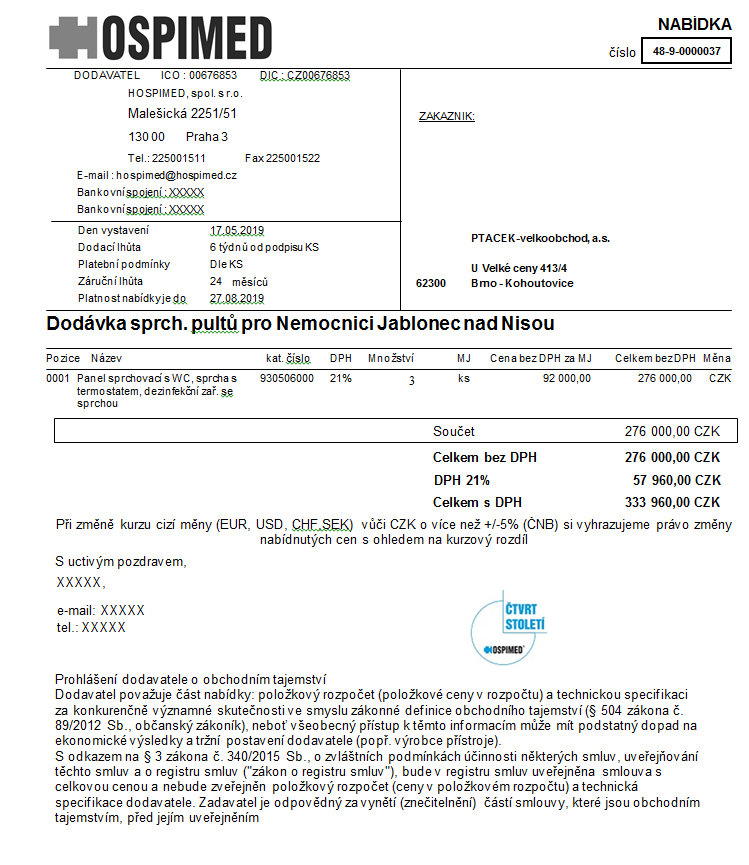 HOSPIMED
NABÍDKA
číslo 48-9-0000037
DODAVATEL ICO : 00676853 DIC : CZ00676853
HOSPIMED, spol. s r.o.
Malešická 2251/51
130 00 Praha 3
Tel.: 225001511 Fax 225001522
E-mail : hospimed@hospimed.cz
Bankovní spojení : XXXXX
Bankovní spojení : XXXXX
ZAKAZNIK:
Den vystavení 17.05.2019
Dodací lhůta 6 týdnů od podpisu KS
Platební podmínky Dle KS
Záruční lhůta 24 měsíců
Platnost nabídky je do 27.08.2019
PTACEK-velkoobchod, a.s.
U Velké ceny 413/4
62300 Brno - Kohoutovice
Dodávka sprch. pultů pro Nemocnici Jablonec nad Nisou
Pozice Název kat. číslo DPH Množství MJ Cena bez DPH za MJ Celkem bez DPH Měna
0001 Panel sprchovací s WC, sprcha s 930506000 21% 3 ks 92 000,00 276 000,00 CZK
termostatem, dezinfekční zař. se
sprchou
Součet 276 000,00 CZK
Celkem bez DPH 276 000,00 CZK
DPH 21% 57 960,00 CZK
Celkem s DPH 333 960,00 CZK
Při změně kurzu cizí měny (EUR, USD, CHF,SEK) vůči CZK o více než +/-5% (ČNB) si vyhrazujeme právo změny
nabídnutých cen s ohledem na kurzový rozdíl
S uctivým pozdravem,
XXXXX,
e-mail: XXXXX
tel.: XXXXX
ČTVRT
STOLETÍ
HOSPIMED
Prohlášení dodavatele o obchodním tajemství
Dodavatel považuje část nabídky: položkový rozpočet (položkové ceny v rozpočtu) a technickou specifikaci
za konkurenčně významné skutečnosti ve smyslu zákonné definice obchodního tajemství (§ 504 zákona č.
89/2012 Sb., občanský zákoník), neboť všeobecný přístup k těmto informacím může mít podstatný dopad na
ekonomické výsledky a tržní postavení dodavatele (popř. výrobce přístroje).
S odkazem na § 3 zákona č. 340/2015 Sb., o zvláštních podmínkách účinnosti některých smluv, uveřejňování
těchto smluv a o registru smluv ("zákon o registru smluv"), bude v registru smluv uveřejněna smlouva s
celkovou cenou a nebude zveřejněn položkový rozpočet (ceny v položkovém rozpočtu) a technická
specifikace dodavatele. Zadavatel je odpovědný za vynětí (znečitelnění) částí smlouvy, které jsou obchodním
tajemstvím, před jejím uveřejněním